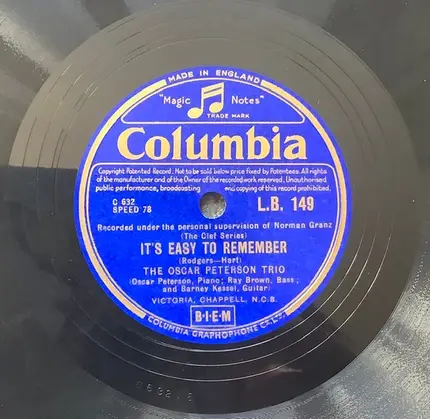 MADE IN ENGLAND
"Magic Notes"
TRADE MARK
Columbia
Copyright Patented Record. Not to be sold below price fixed by Patentees. All rights
of the manufacturer and of the Owner of the recorded work reserved. Unauthorised
public performance, broadcasting and copying of this record prohibited.
C 632
SPEED 78
L.B. 149
Recorded under the personal supervision of Norman Granz
(The Clef Series)
IT'S EASY TO REMEMBER
(Rodgers—Hart)
THE OSCAR PETERSON TRIO
(Oscar Peterson, Piano; Ray Brown, Bass;
and Barney Kessel, Guitar)
VICTORIA, CHAPPELL, N.C.B.
B·I·E·M
COLUMBIA GRAPHOPHONE Co. LTD.